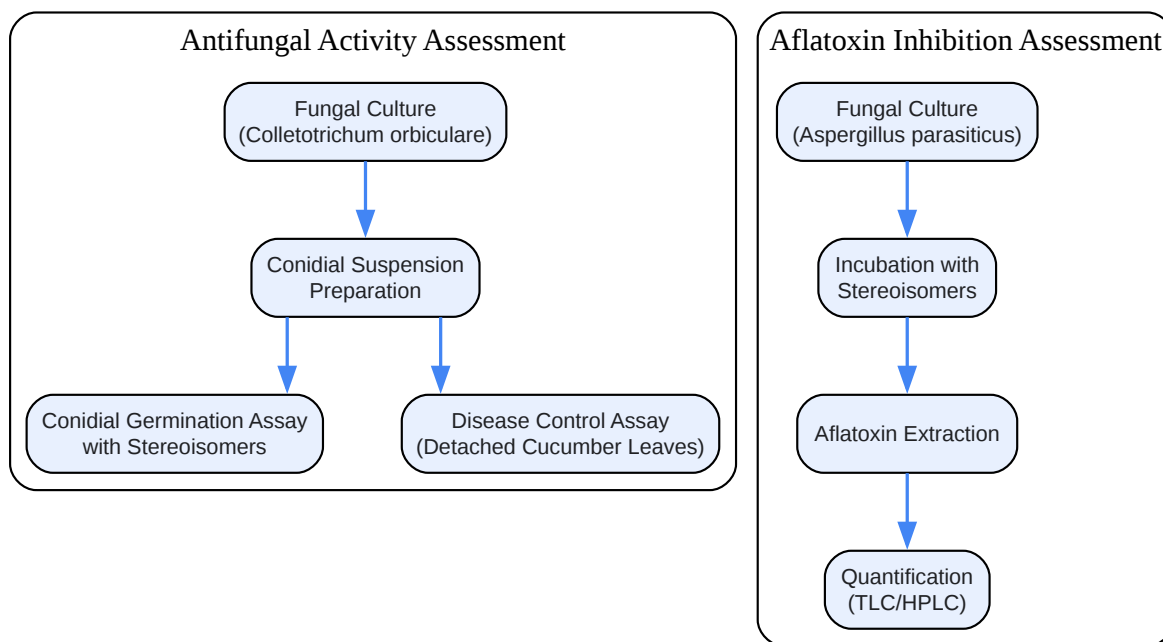 Antifungal Activity Assessment
Fungal Culture
(Colletotrichum orbiculare)
Conidial Suspension
Preparation
Conidial Germination Assay
with Stereoisomers
Disease Control Assay
(Detached Cucumber Leaves)
Aflatoxin Inhibition Assessment
Fungal Culture
(Aspergillus parasiticus)
Incubation with
Stereoisomers
Aflatoxin Extraction
Quantification
(TLC/HPLC)